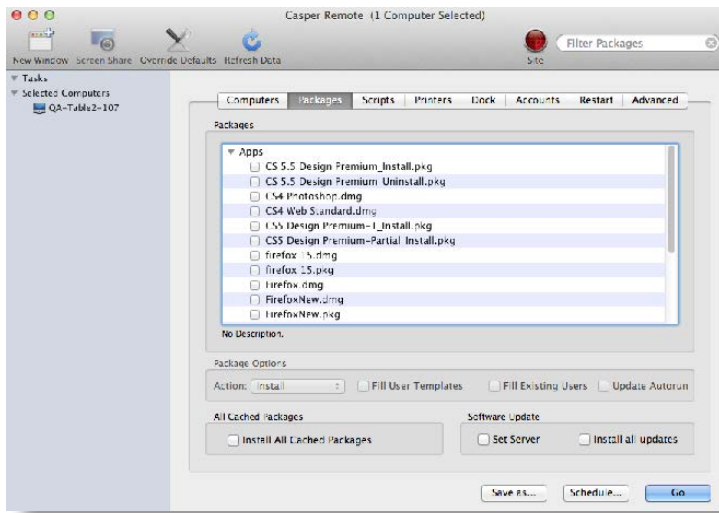 Casper Remote (1 Computer Selected)
New Window Screen Share Override Defaults Refresh Data Site Filter Packages
Tasks
Selected Computers
QA-Table2-107
Computers Packages Scripts Printers Dock Accounts Restart Advanced
Packages
Apps
CS 5.5 Design Premium_Install.pkg
CS 5.5 Design Premium_Uninstall.pkg
CS4 Photoshop.dmg
CS4 Web Standard.dmg
CS5 Design Premium-1_Install.pkg
CS5 Design Premium-Partial Install.pkg
firefox 15.dmg
firefox 15.pkg
Firefox.dmg
FirefoxNew.dmg
FirefoxNew.pkg
No Description.
Package Options
Action: Install Fill User Templates Fill Existing Users Update Autorun
All Cached Packages Software Update
Install All Cached Packages Set Server Install all updates
Save as... Schedule... Go